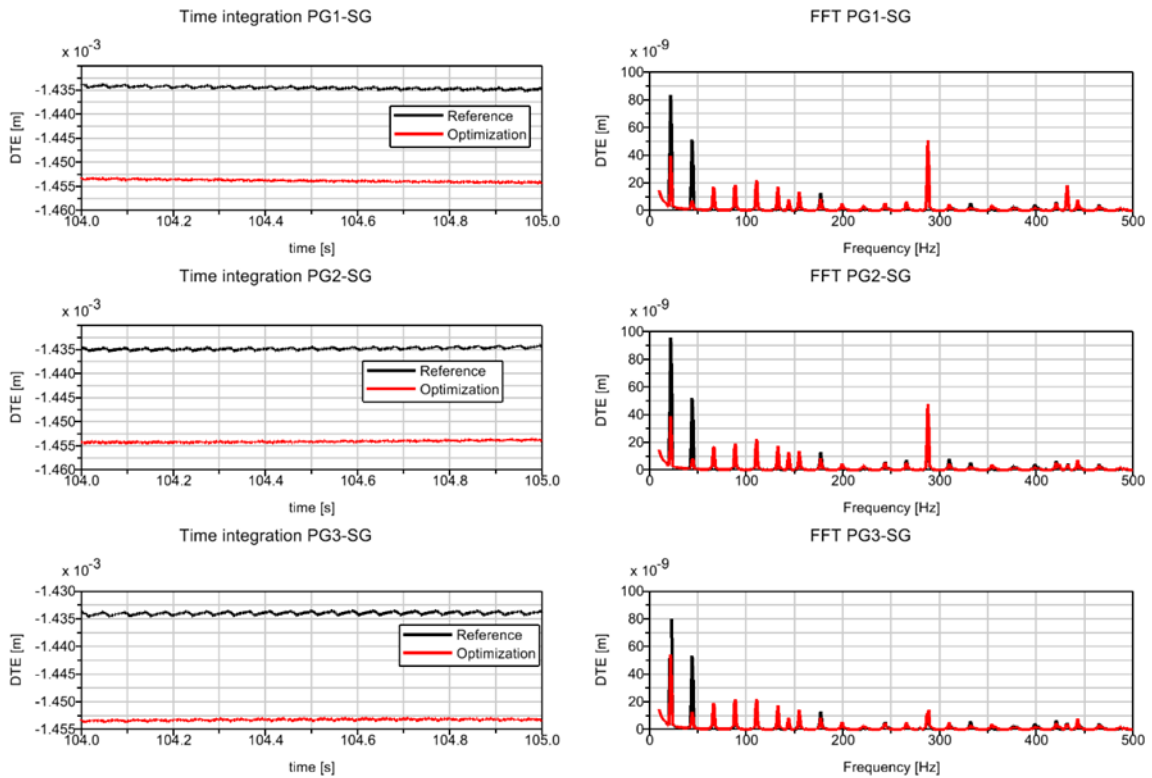 Time integration PG1-SG
x 10-3
-1.435
-1.440
-1.445
-1.450
-1.455
-1.460
DTE [m]
Reference
Optimization
104.0 104.2 104.4 104.6 104.8 105.0
time [s]
FFT PG1-SG
x 10-9
100
80
60
40
20
0
DTE [m]
0 100 200 300 400 500
Frequency [Hz]
Time integration PG2-SG
x 10-3
-1.435
-1.440
-1.445
-1.450
-1.455
-1.460
DTE [m]
Reference
Optimization
104.0 104.2 104.4 104.6 104.8 105.0
time [s]
FFT PG2-SG
x 10-9
100
80
60
40
20
0
DTE [m]
0 100 200 300 400 500
Frequency [Hz]
Time integration PG3-SG
x 10-3
-1.430
-1.435
-1.440
-1.445
-1.450
-1.455
DTE [m]
Reference
Optimization
104.0 104.2 104.4 104.6 104.8 105.0
time [s]
FFT PG3-SG
x 10-9
100
80
60
40
20
0
DTE [m]
0 100 200 300 400 500
Frequency [Hz]